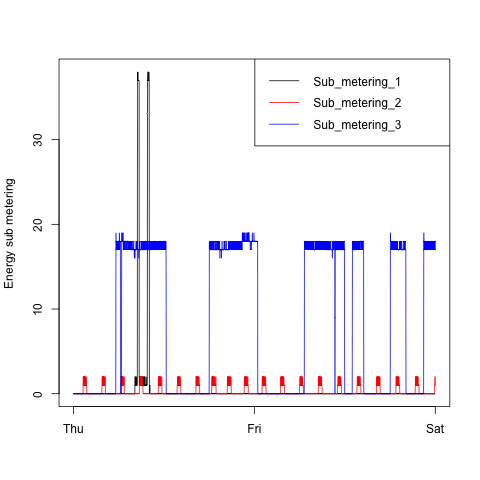 Sub_metering_1
Sub_metering_2
Sub_metering_3
Energy sub metering
30
20
10
0
Thu
Fri
Sat